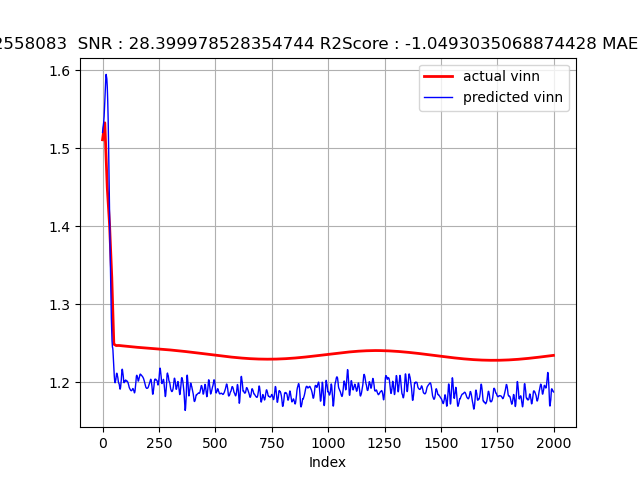 2558083 SNR : 28.399978528354744 R2Score : -1.0493035068874428 MAE
1.6
actual vinn
predicted vinn
1.5
1.4
1.3
1.2
0 250 500 750 1000 1250 1500 1750 2000
Index